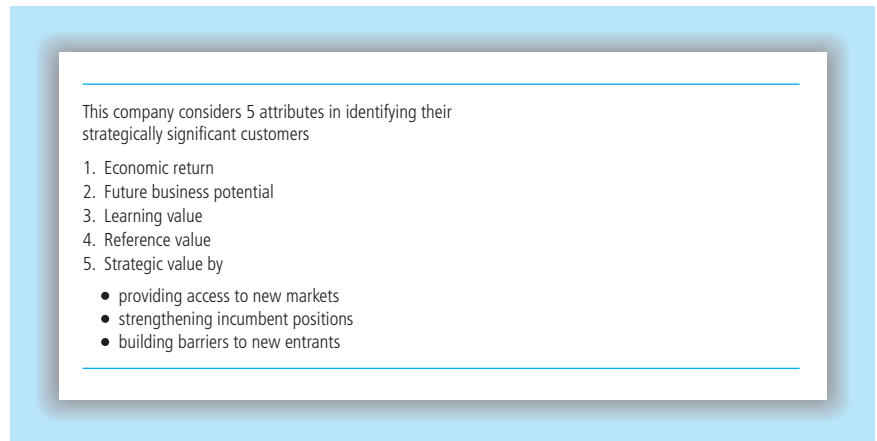 This company considers 5 attributes in identifying their
strategically significant customers
1. Economic return
2. Future business potential
3. Learning value
4. Reference value
5. Strategic value by
● providing access to new markets
● strengthening incumbent positions
● building barriers to new entrants